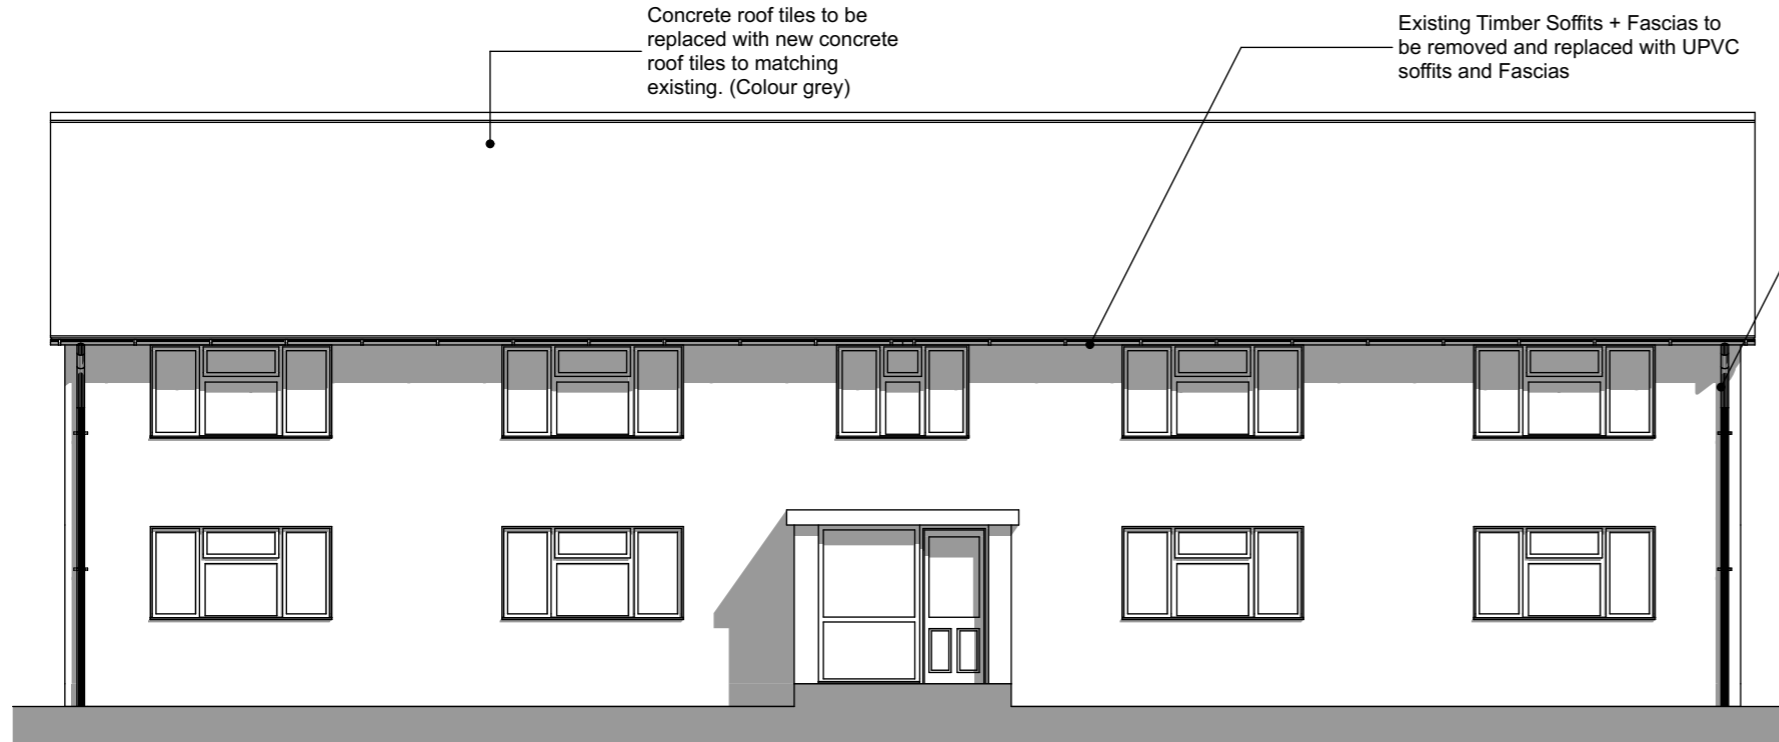 Concrete roof tiles to be
replaced with new concrete
roof tiles to matching
existing. (Colour grey)
Existing Timber Soffits + Fascias to
be removed and replaced with UPVC
soffits and Fascias